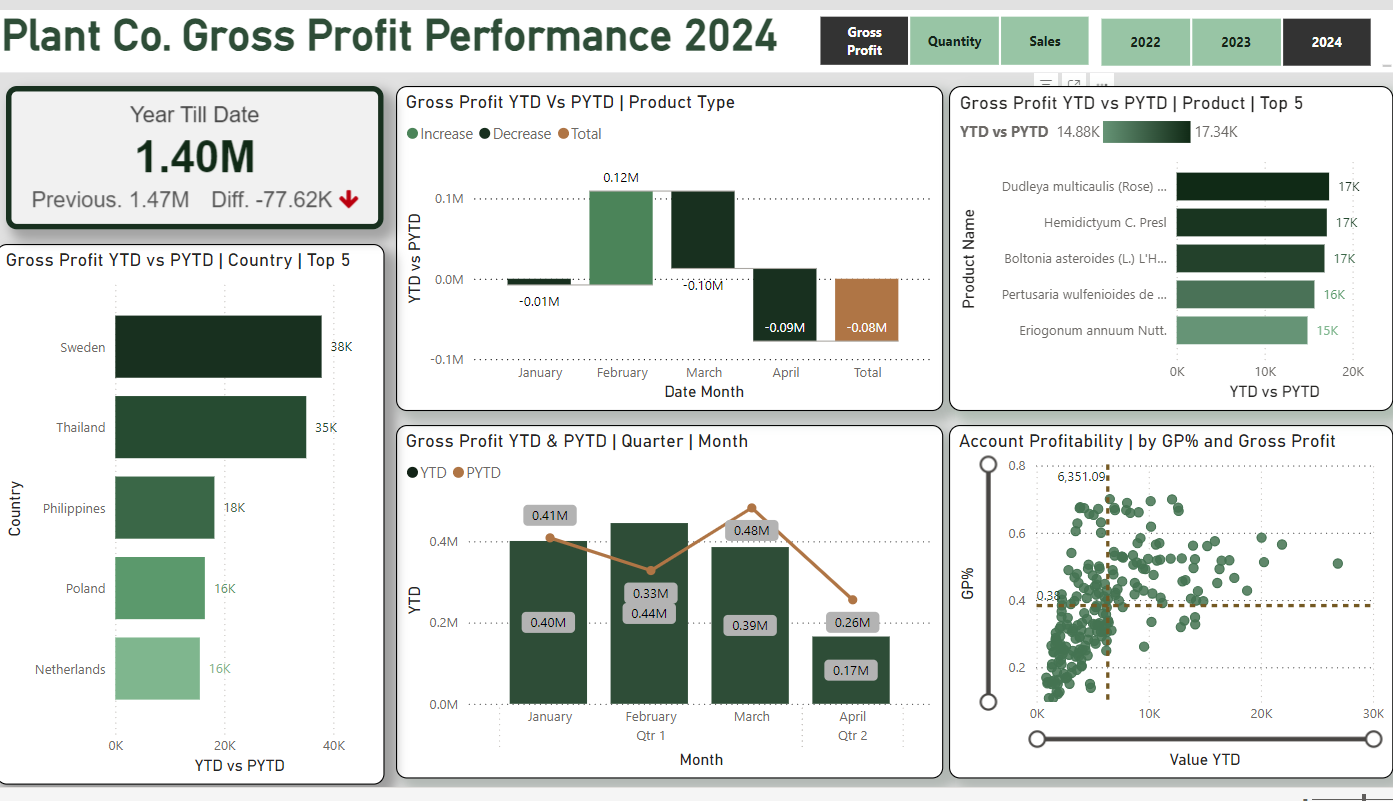 Plant Co. Gross Profit Performance 2024
Gross Profit
Quantity
Sales
2022
2023
2024
Year Till Date
1.40M
Previous. 1.47M Diff. -77.62K
Gross Profit YTD vs PYTD | Country | Top 5
Country
Sweden
38K
Thailand
35K
Philippines
18K
Poland
16K
Netherlands
16K
0K
20K
40K
YTD vs PYTD
Gross Profit YTD Vs PYTD | Product Type
Increase
Decrease
Total
YTD vs PYTD
0.1M
0.0M
-0.1M
-0.01M
0.12M
-0.10M
-0.09M
-0.08M
January
February
March
April
Total
Date Month
Gross Profit YTD vs PYTD | Product | Top 5
YTD vs PYTD
14.88K
17.34K
Product Name
Dudleya multicaulis (Rose) ...
17K
Hemidictyum C. Presl
17K
Boltonia asteroides (L.) L'H...
17K
Pertusaria wulfenioides de ...
16K
Eriogonum annuum Nutt.
15K
0K
10K
20K
YTD vs PYTD
Gross Profit YTD & PYTD | Quarter | Month
YTD
PYTD
YTD
0.4M
0.2M
0.0M
0.41M
0.33M
0.48M
0.26M
0.40M
0.44M
0.39M
0.17M
January
February
March
April
Qtr 1
Qtr 2
Month
Account Profitability | by GP% and Gross Profit
GP%
0.8
0.6
0.4
0.2
6,351.09
0.38
0K
10K
20K
30K
Value YTD